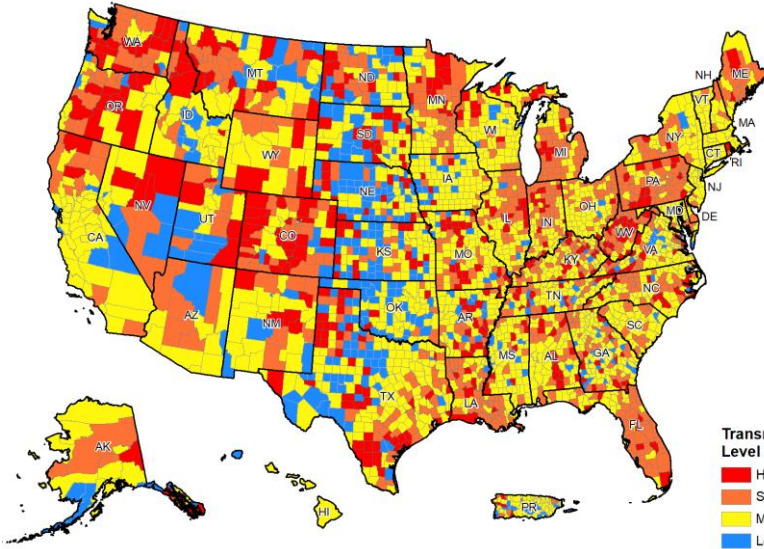 WA
MT
ND
MN
ME
NH
VT
OR
ID
SD
WI
MI
NY
MA
CT
RI
WY
IA
NE
PA
NJ
NV
UT
CO
IL
IN
OH
MD
DE
CA
KS
MO
WV
VA
KY
AZ
NM
OK
AR
TN
NC
SC
MS
AL
GA
TX
LA
FL
AK
HI
PR
Transm
Level
H
S
M
L